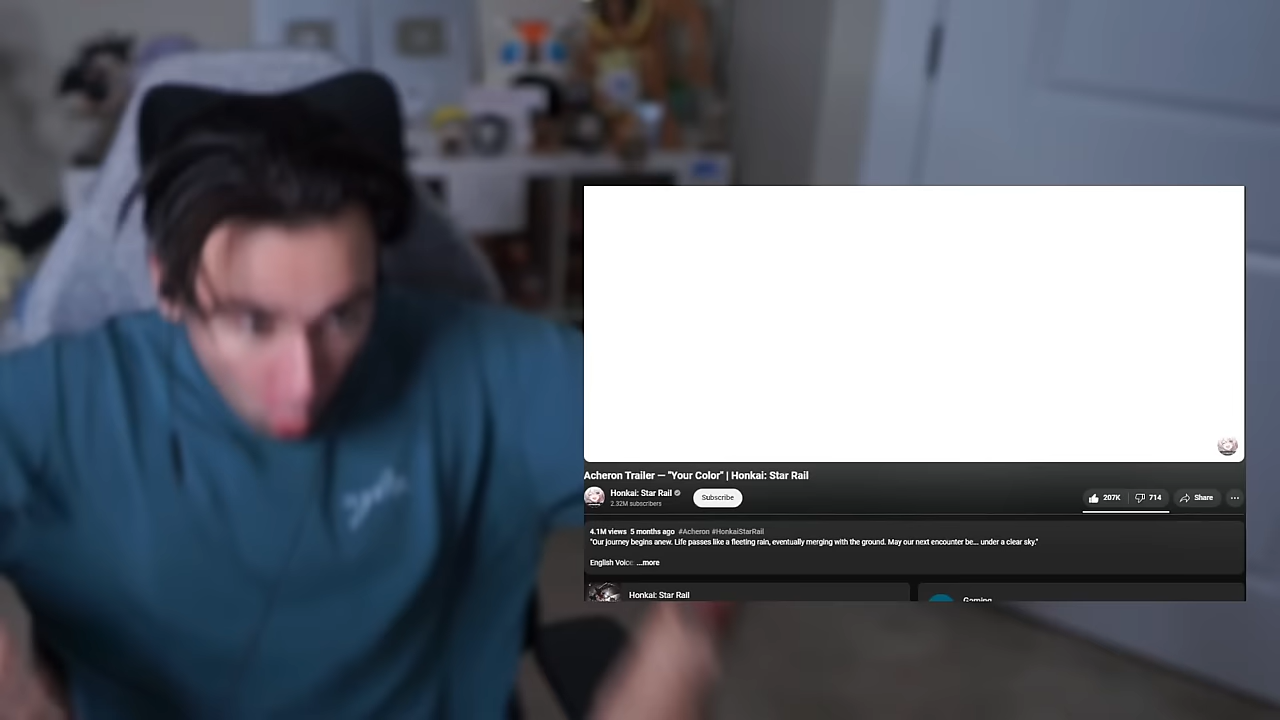 Acheron Trailer — "Your Color" | Honkai: Star Rail
Honkai: Star Rail
2.32M subscribers
Subscribe
207K
714
Share
4.1M views 5 months ago #Acheron #HonkaiStarRail
"Our journey begins anew. Life passes like a fleeting rain, eventually merging with the ground. May our next encounter be... under a clear sky."
English Voice ...more
Honkai: Star Rail
Gaming